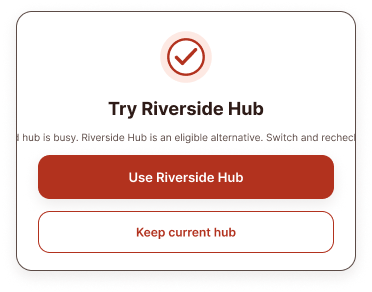 Try Riverside Hub
hub is busy. Riverside Hub is an eligible alternative. Switch and
Use Riverside Hub
Keep current hub